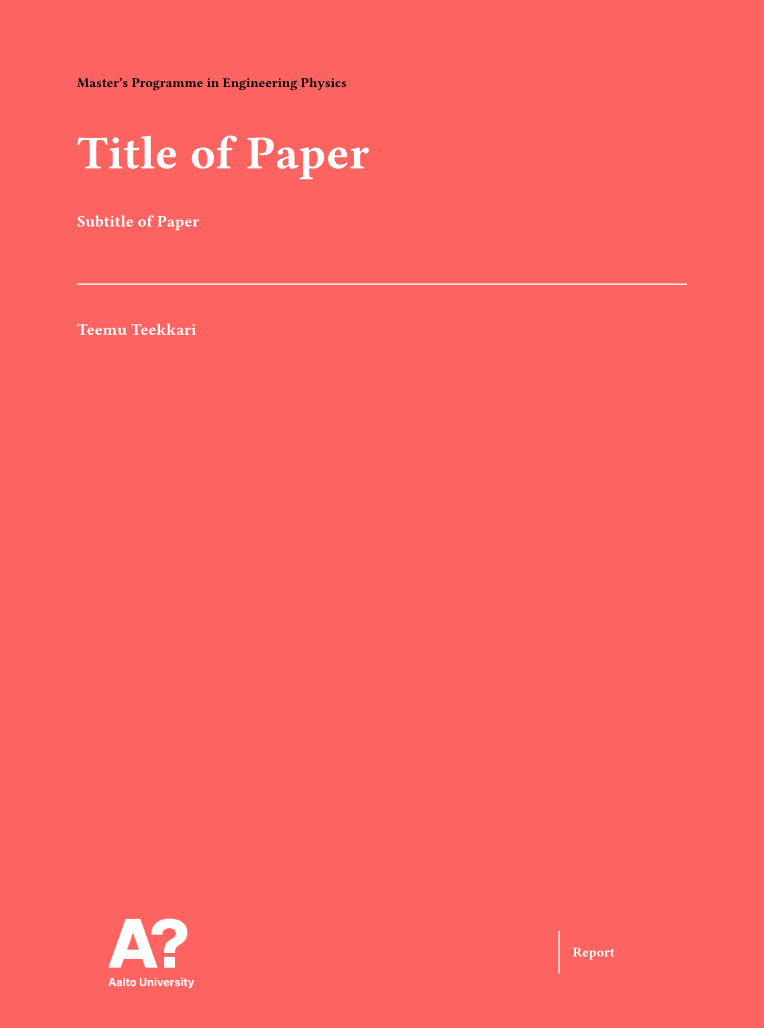 Master’s Programme in Engineering Physics
Title of Paper
Subtitle of Paper
Teemu Teekkari
A?
Aalto University
Report